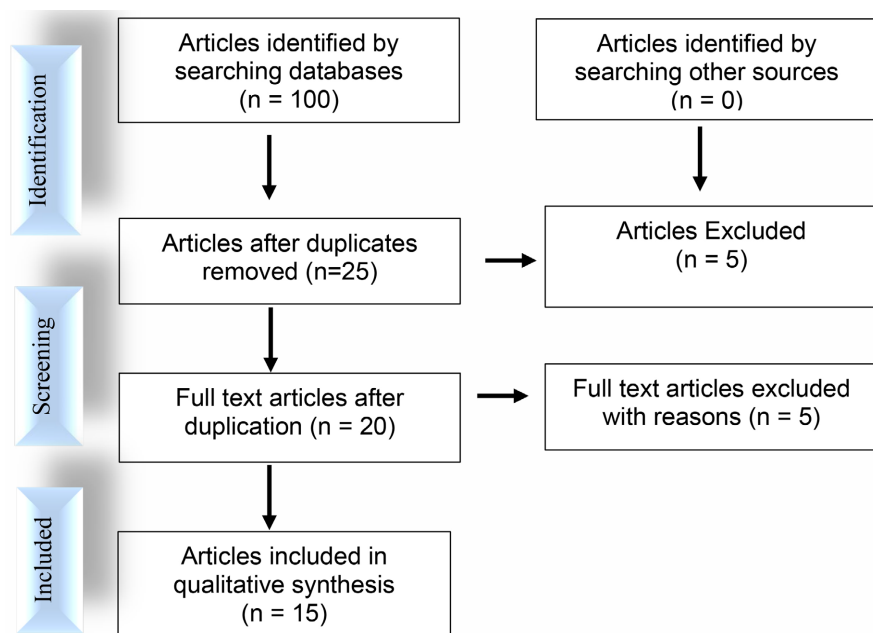 Identification
Articles identified by
searching databases
(n = 100)
Articles identified by
searching other sources
(n = 0)
Articles after duplicates
removed (n=25)
Articles Excluded
(n = 5)
Screening
Full text articles after
duplication (n = 20)
Full text articles excluded
with reasons (n = 5)
Included
Articles included in
qualitative synthesis
(n = 15)